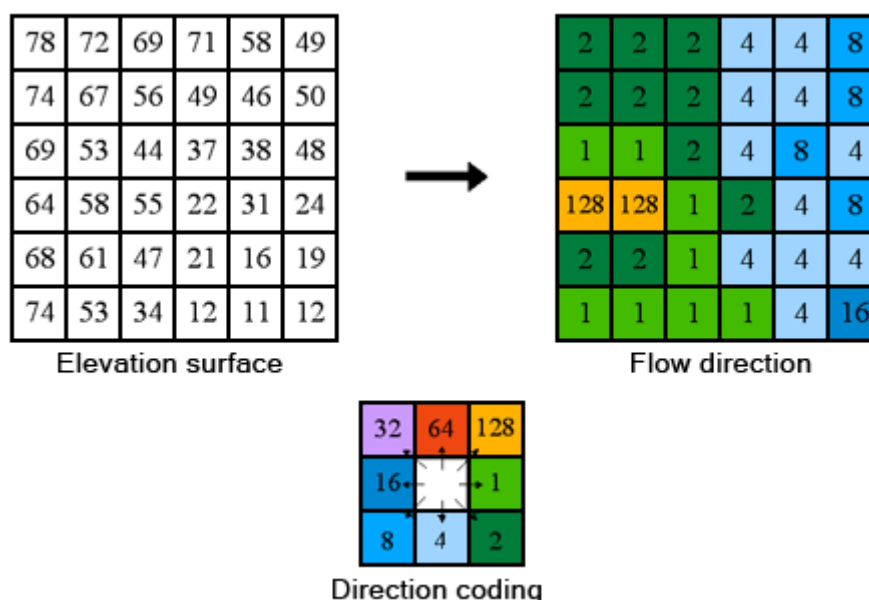 78 72 69 71 58 49 2 2 2 4 4 8
74 67 56 49 46 50 2 2 2 4 4 8
69 53 44 37 38 48 1 1 2 4 8 4
64 58 55 22 31 24 128 128 1 2 4 8
68 61 47 21 16 19 2 2 1 4 4 4
74 53 34 12 11 12 1 1 1 1 4 16
Elevation surface Flow direction
32 64 128
16 1
8 4 2
Direction coding